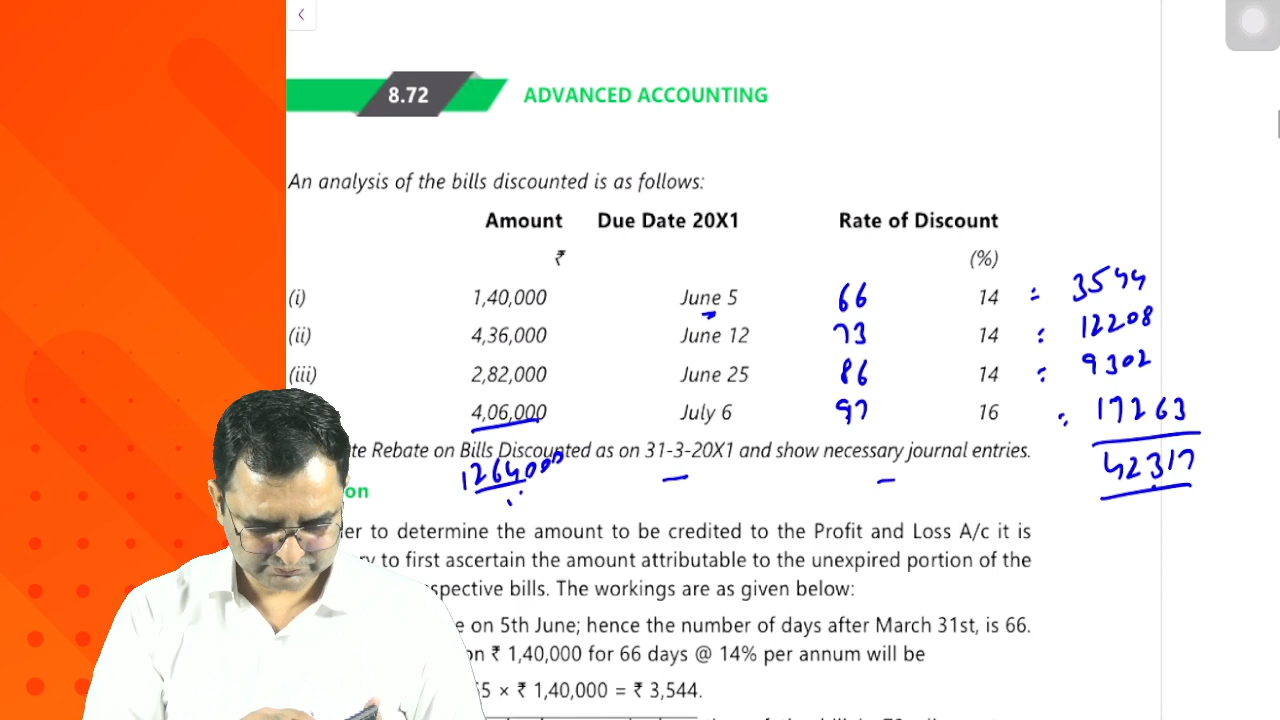 8.72 ADVANCED ACCOUNTING
An analysis of the bills discounted is as follows:
Amount Due Date 20X1 Rate of Discount
₹ (%)
(i) 1,40,000 June 5 66 14 : 3544
(ii) 4,36,000 June 12 73 14 : 12208
(iii) 2,82,000 June 25 86 14 : 9302
4,06,000 July 6 97 16 : 17263
te Rebate on Bills Discounted as on 31-3-20X1 and show necessary journal entries.
1264000 42317
on
er to determine the amount to be credited to the Profit and Loss A/c it is
ry to first ascertain the amount attributable to the unexpired portion of the
spective bills. The workings are as given below:
e on 5th June; hence the number of days after March 31st, is 66.
on ₹ 1,40,000 for 66 days @ 14% per annum will be
5 × ₹ 1,40,000 = ₹ 3,544.